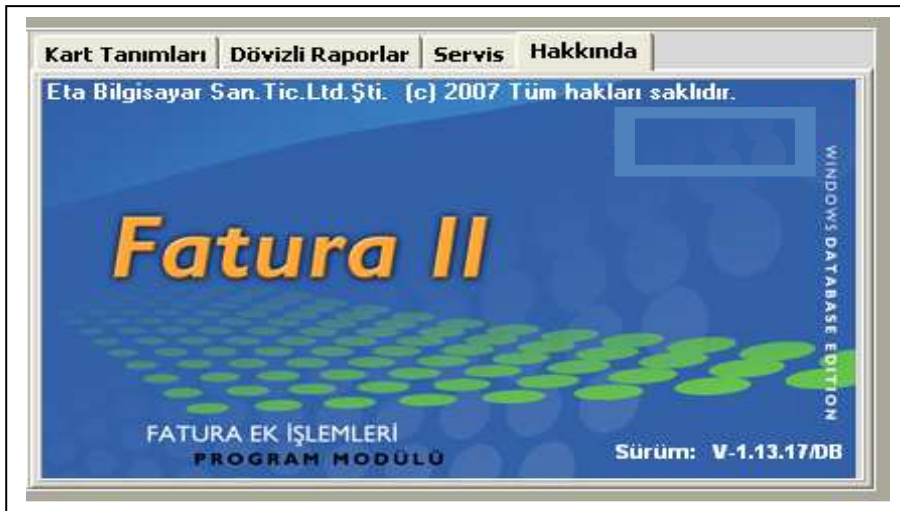 Kart Tanımları Dövizli Raporlar Servis Hakkında
Eta Bilgisayar San.Tic.Ltd.Şti. (c) 2007 Tüm hakları saklıdır.
WINDOWS DATABASE EDITION
Fatura II
FATURA EK İŞLEMLERİ
PROGRAM MODÜLÜ
Sürüm: V-1.13.17/DB